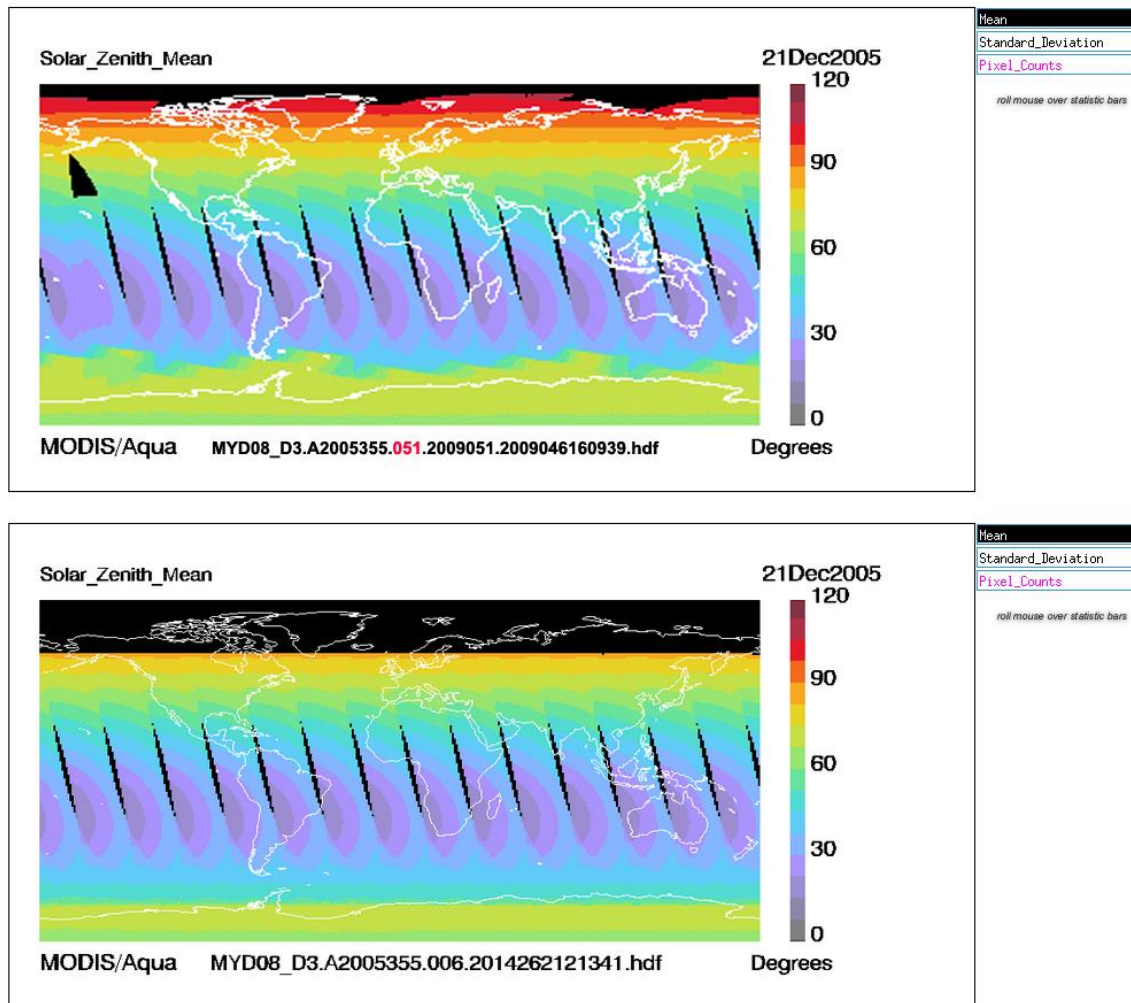 Mean
Standard_Deviation
Pixel_Counts
roll mouse over statistic bars
Solar_Zenith_Mean
21Dec2005
120
90
60
30
0
MODIS/Aqua MYD08_D3.A2005355.051.2009051.2009046160939.hdf Degrees
Mean
Standard_Deviation
Pixel_Counts
roll mouse over statistic bars
Solar_Zenith_Mean
21Dec2005
120
90
60
30
0
MODIS/Aqua MYD08_D3.A2005355.006.2014262121341.hdf Degrees